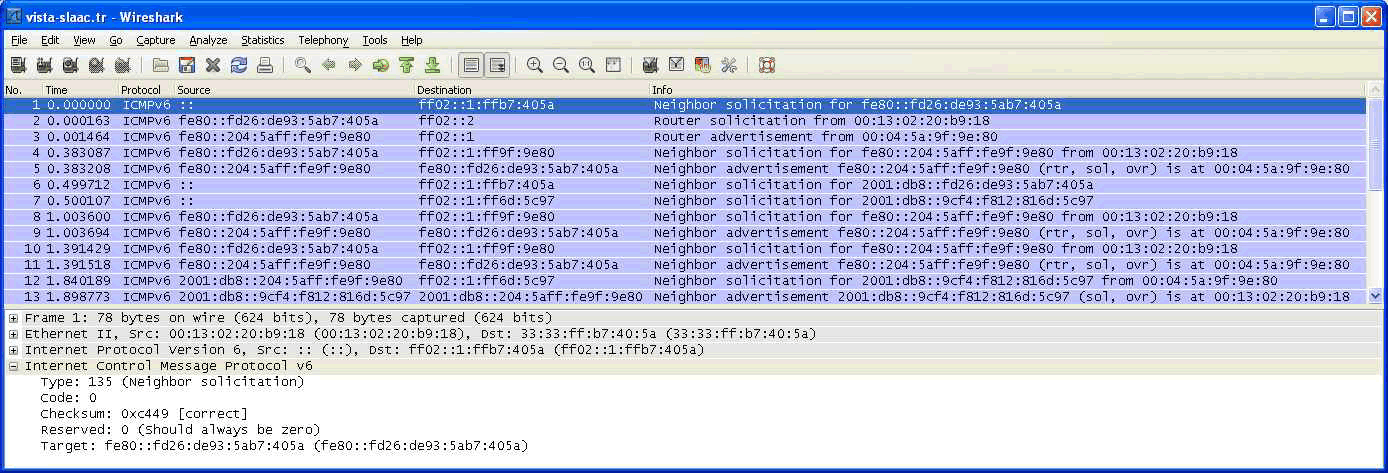 vista-slaac.tr - Wireshark
File Edit View Go Capture Analyze Statistics Telephony Tools Help
No. Time Protocol Source Destination Info
1 0.000000 ICMPv6 :: ff02::1:ffb7:405a Neighbor solicitation for fe80::fd26:de93:5ab7:405a
2 0.000163 ICMPv6 fe80::fd26:de93:5ab7:405a ff02::2 Router solicitation from 00:13:02:20:b9:18
3 0.001464 ICMPv6 fe80::204:5aff:fe9f:9e80 ff02::1 Router advertisement from 00:04:5a:9f:9e:80
4 0.383087 ICMPv6 fe80::fd26:de93:5ab7:405a ff02::1:ff9f:9e80 Neighbor solicitation for fe80::204:5aff:fe9f:9e80 from 00:13:02:20:b9:18
5 0.383208 ICMPv6 fe80::204:5aff:fe9f:9e80 fe80::fd26:de93:5ab7:405a Neighbor advertisement fe80::204:5aff:fe9f:9e80 (rtr, sol, ovr) is at 00:04:5a:9f:9e:80
6 0.499712 ICMPv6 :: ff02::1:ffb7:405a Neighbor solicitation for 2001:db8::fd26:de93:5ab7:405a
7 0.500107 ICMPv6 :: ff02::1:ff6d:5c97 Neighbor solicitation for 2001:db8::9cf4:f812:816d:5c97
8 1.003600 ICMPv6 fe80::fd26:de93:5ab7:405a ff02::1:ff9f:9e80 Neighbor solicitation for fe80::204:5aff:fe9f:9e80 from 00:13:02:20:b9:18
9 1.003694 ICMPv6 fe80::204:5aff:fe9f:9e80 fe80::fd26:de93:5ab7:405a Neighbor advertisement fe80::204:5aff:fe9f:9e80 (rtr, sol, ovr) is at 00:04:5a:9f:9e:80
10 1.391429 ICMPv6 fe80::fd26:de93:5ab7:405a ff02::1:ff9f:9e80 Neighbor solicitation for fe80::204:5aff:fe9f:9e80 from 00:13:02:20:b9:18
11 1.391518 ICMPv6 fe80::204:5aff:fe9f:9e80 fe80::fd26:de93:5ab7:405a Neighbor advertisement fe80::204:5aff:fe9f:9e80 (rtr, sol, ovr) is at 00:04:5a:9f:9e:80
12 1.840189 ICMPv6 2001:db8::204:5aff:fe9f:9e80 ff02::1:ff6d:5c97 Neighbor solicitation for 2001:db8::9cf4:f812:816d:5c97 from 00:04:5a:9f:9e:80
13 1.898773 ICMPv6 2001:db8::9cf4:f812:816d:5c97 2001:db8::204:5aff:fe9f:9e80 Neighbor advertisement 2001:db8::9cf4:f812:816d:5c97 (sol, ovr) is at 00:13:02:20:b9:18
Frame 1: 78 bytes on wire (624 bits), 78 bytes captured (624 bits)
Ethernet II, Src: 00:13:02:20:b9:18 (00:13:02:20:b9:18), Dst: 33:33:ff:b7:40:5a (33:33:ff:b7:40:5a)
Internet Protocol Version 6, Src: :: (::), Dst: ff02::1:ffb7:405a (ff02::1:ffb7:405a)
Internet Control Message Protocol v6
Type: 135 (Neighbor solicitation)
Code: 0
Checksum: 0xc449 [correct]
Reserved: 0 (Should always be zero)
Target: fe80::fd26:de93:5ab7:405a (fe80::fd26:de93:5ab7:405a)